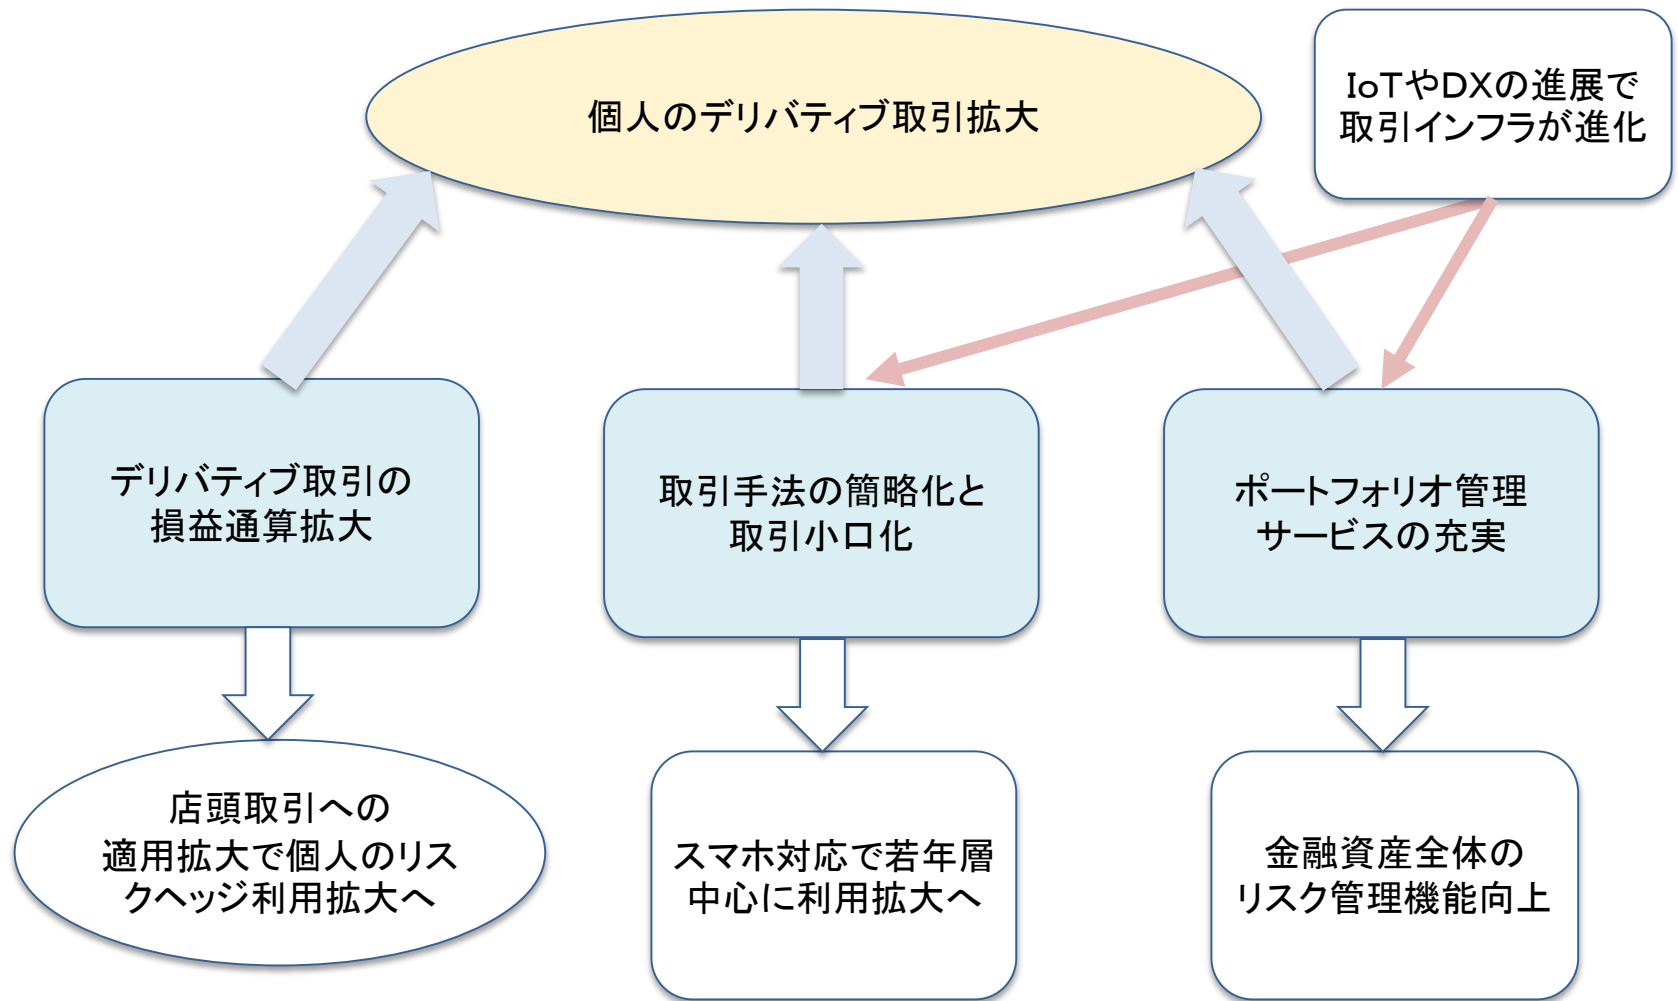 個人のデリバティブ取引拡大
IoTやDXの進展で
取引インフラが進化
デリバティブ取引の
損益通算拡大
取引手法の簡略化と
取引小口化
ポートフォリオ管理
サービスの充実
店頭取引への
適用拡大で個人のリス
クヘッジ利用拡大へ
スマホ対応で若年層
中心に利用拡大へ
金融資産全体の
リスク管理機能向上